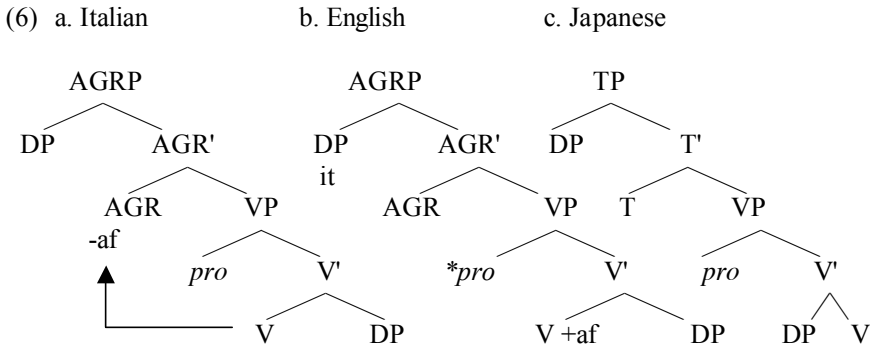 (6) a. Italian b. English c. Japanese
AGRP AGRP TP
DP AGR' DP AGR' DP T'
it
AGR VP AGR VP T VP
-af
pro V' *pro V' pro V'
V DP V +af DP DP V